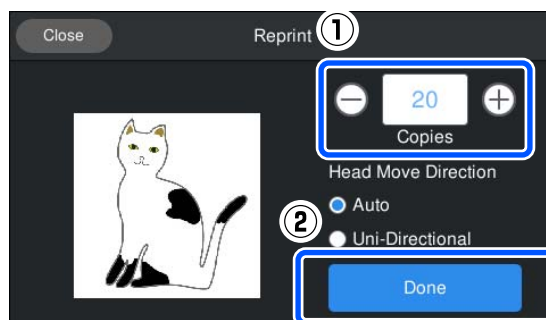 Close
Reprint
①
20
Copies
Head Move Direction
Auto
②
Uni-Directional
Done